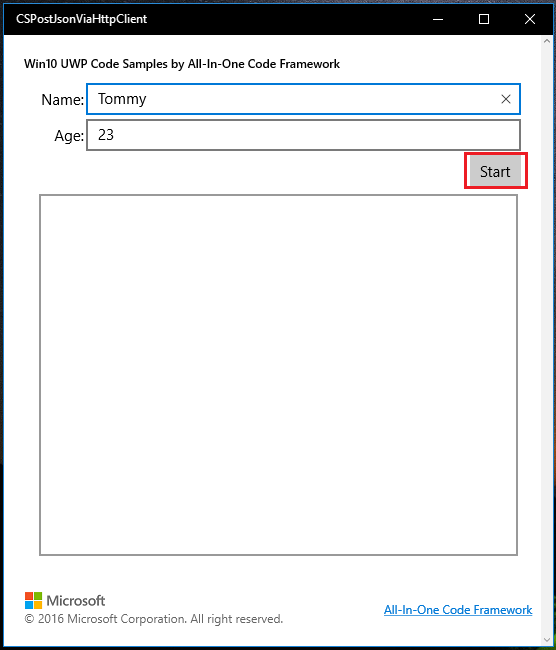 CSPostJsonViaHttpClient
Win10 UWP Code Samples by All-In-One Code Framework
Name: Tommy
Age: 23
Start
Microsoft
© 2016 Microsoft Corporation. All right reserved.
All-In-One Code Framework